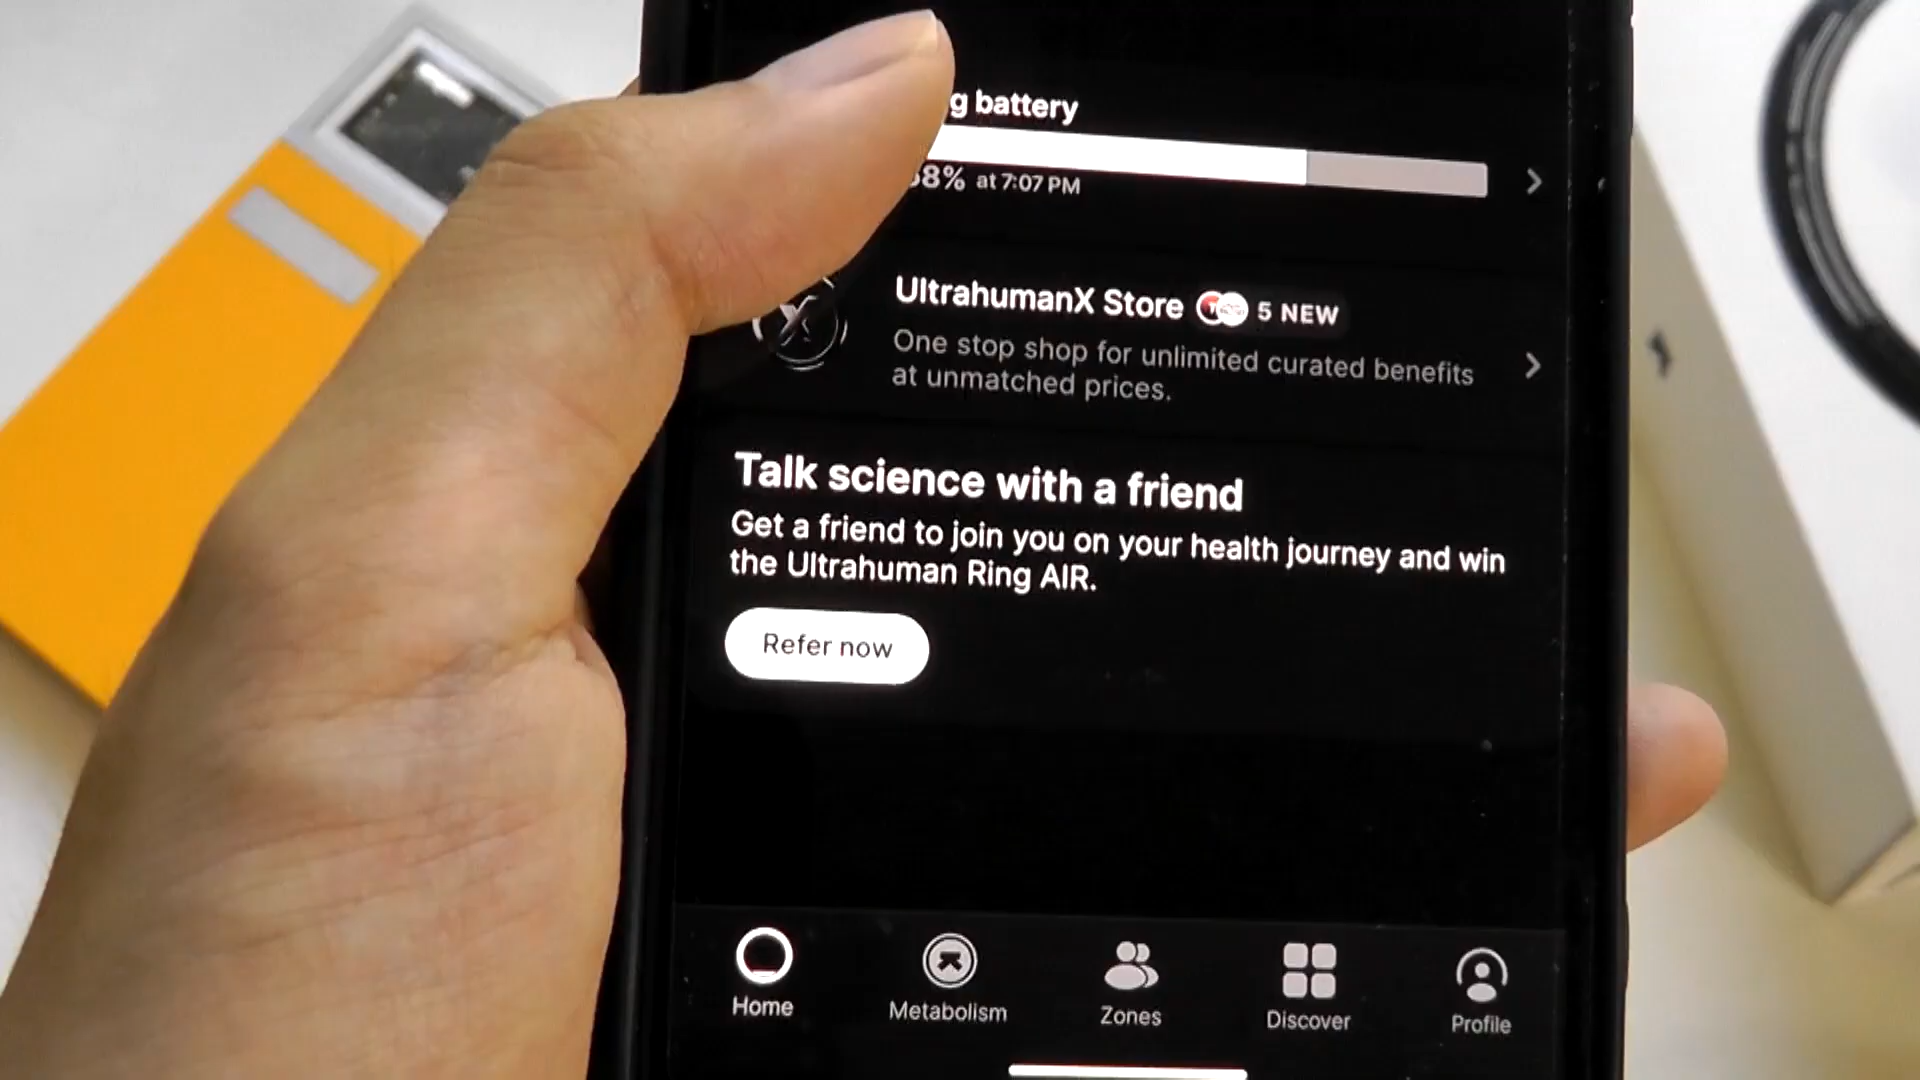 battery
at 7:07 PM
UltrahumanX Store 5 NEW
One stop shop for unlimited curated benefits
at unmatched prices.
Talk science with a friend
Get a friend to join you on your health journey and win
the Ultrahuman Ring AIR.
Refer now
Home Metabolism Zones Discover Profile